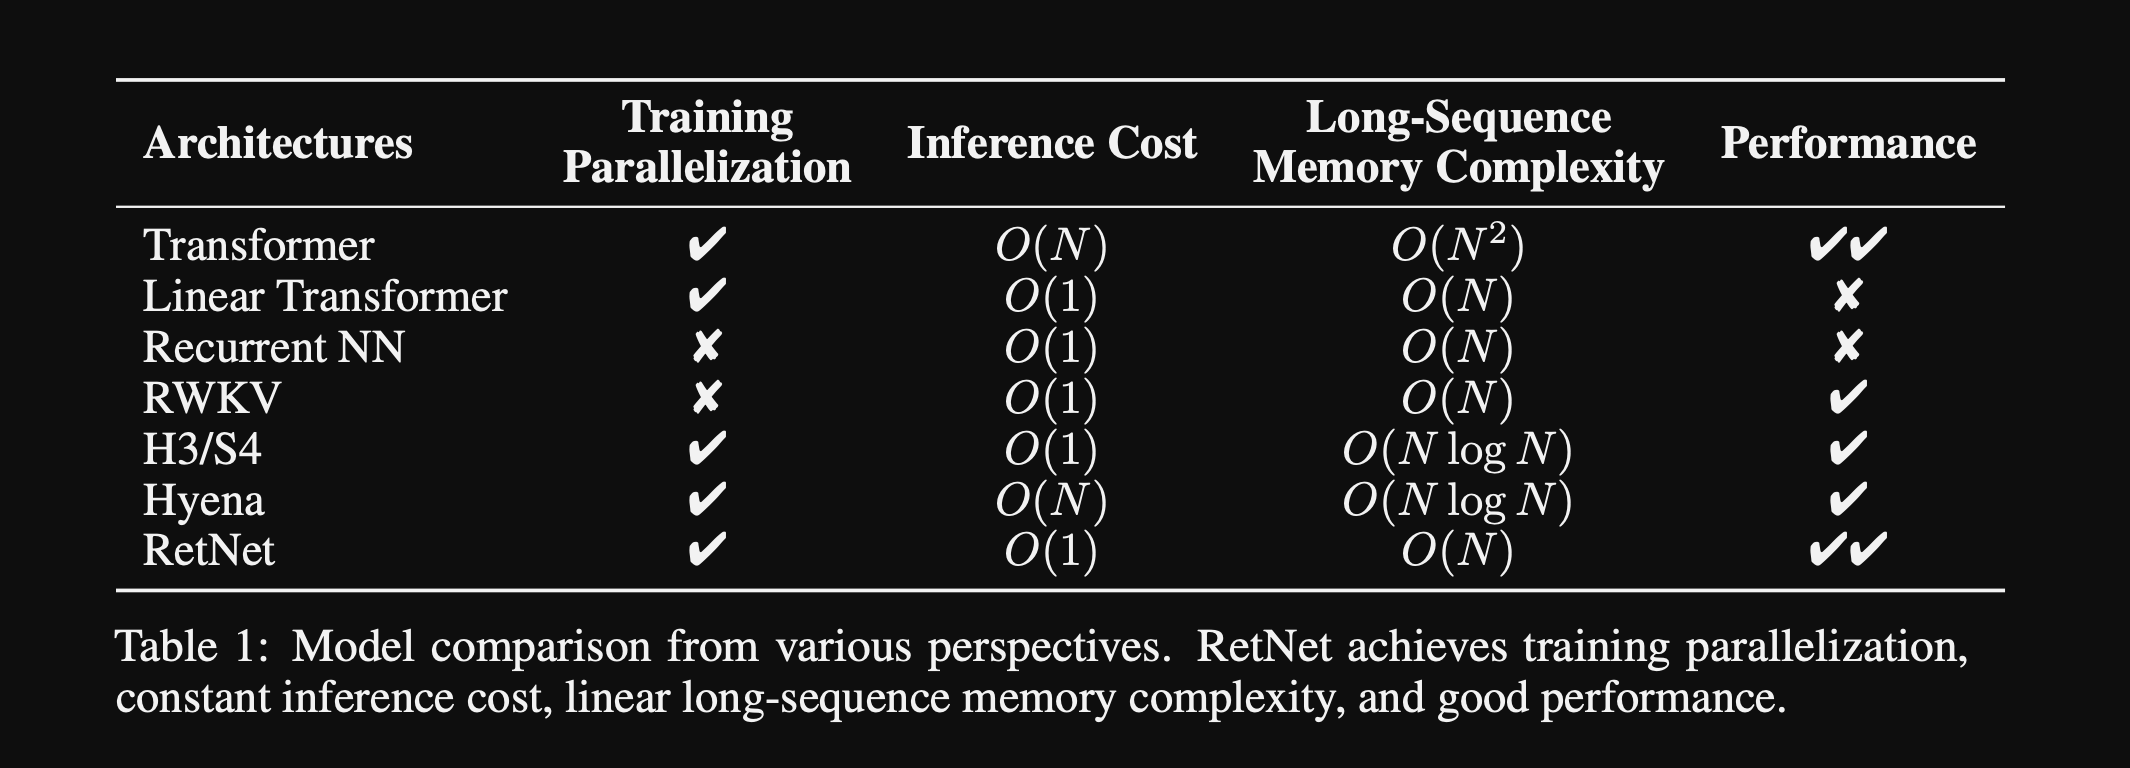 Architectures Training Parallelization Inference Cost Long-Sequence Memory Complexity Performance
Transformer ✔ O(N) O(N²) ✔✔
Linear Transformer ✔ O(1) O(N) ✘
Recurrent NN ✘ O(1) O(N) ✘
RWKV ✘ O(1) O(N) ✔
H3/S4 ✔ O(1) O(N log N) ✔
Hyena ✔ O(N) O(N log N) ✔
RetNet ✔ O(1) O(N) ✔✔
Table 1: Model comparison from various perspectives. RetNet achieves training parallelization,
constant inference cost, linear long-sequence memory complexity, and good performance.